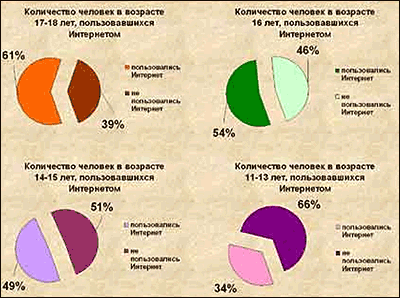 Количество человек в возрасте
17-18 лет, пользовавшихся
Интернетом
61%
39%
пользовались
Интернет
не
пользовались
Интернет
Количество человек в возрасте
16 лет, пользовавшихся
Интернетом
46%
54%
пользовались
Интернет
не
пользовались
Интернет
Количество человек в возрасте
14-15 лет, пользовавшихся
Интернетом
51%
49%
пользовались
Интернет
не
пользовались
Интернет
Количество человек в возрасте
11-13 лет, пользовавшихся
Интернетом
66%
34%
пользовались
Интернет
не
пользовались
Интернет